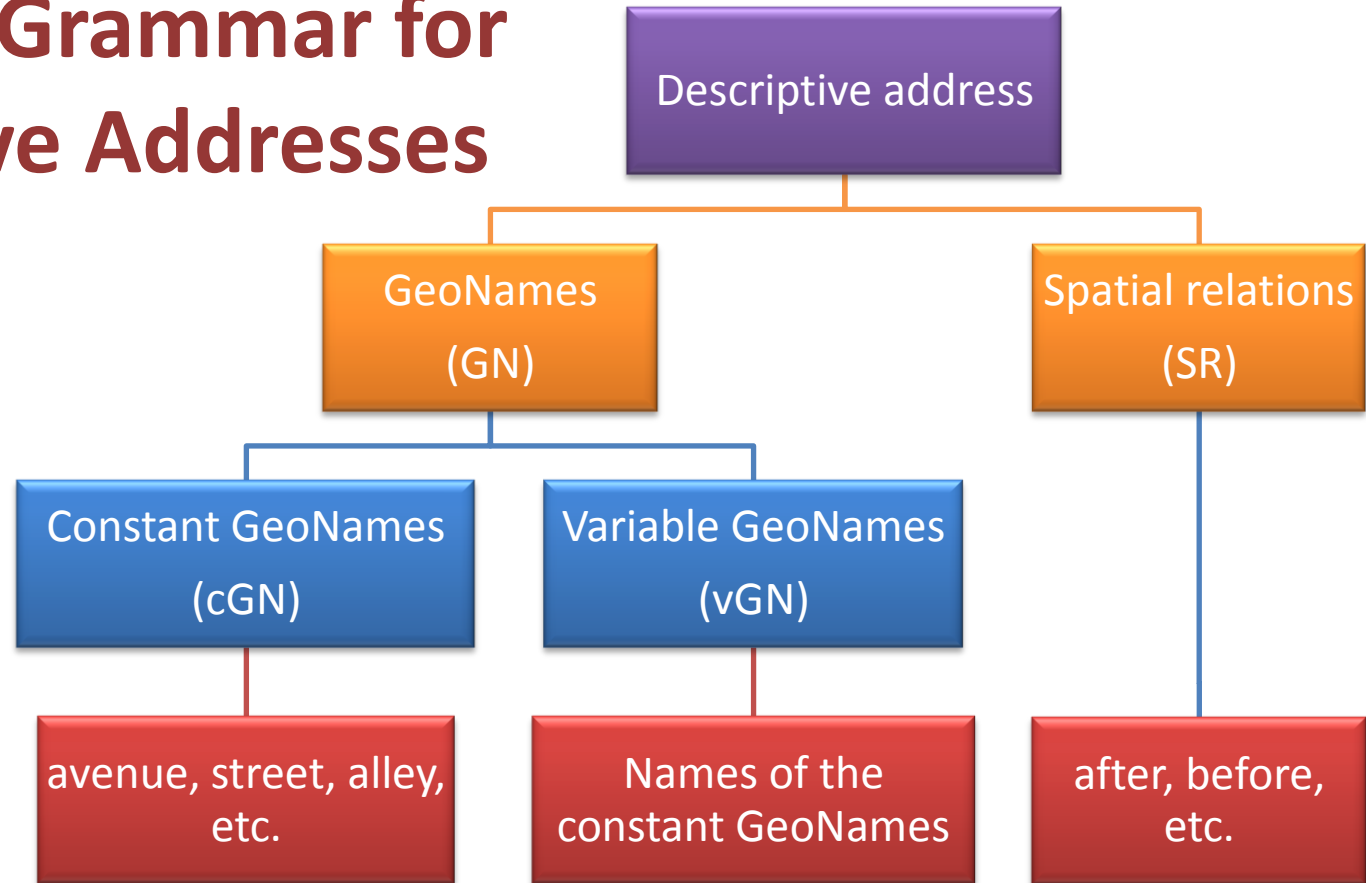 Grammar for
ve Addresses
Descriptive address
GeoNames
(GN)
Spatial relations
(SR)
Constant GeoNames
(cGN)
Variable GeoNames
(vGN)
avenue, street, alley,
etc.
Names of the
constant GeoNames
after, before,
etc.